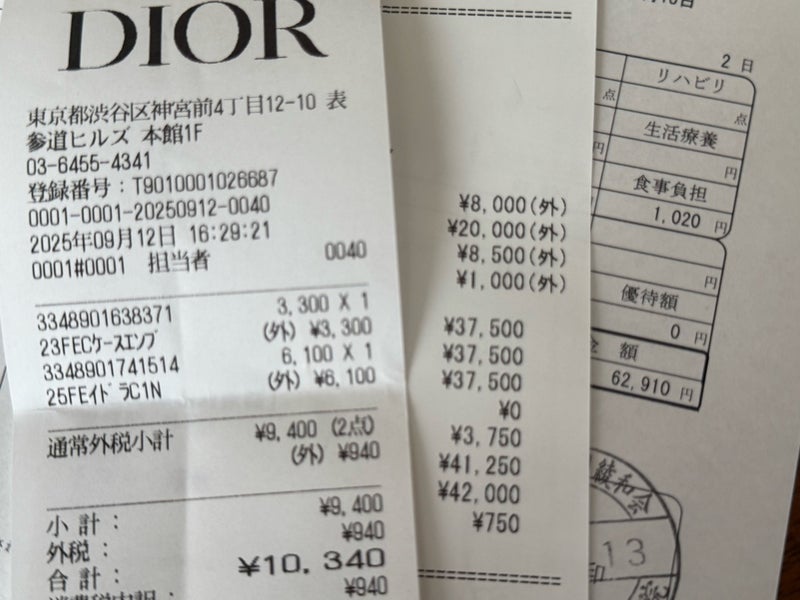 DIOR
東京都渋谷区神宮前4丁目12-10 表
参道ヒルズ 本館1F
03-6455-4341
登録番号:T9010001026687
0001-0001-20250912-0040
2025年09月12日 16:29:21
0001#0001 担当者 0040
3348901638371 3,300 X 1
23FECケースエンブ (外) ¥3,300
3348901741514 6,100 X 1
25FEイドラC1N (外) ¥6,100
通常外税小計 ¥9,400 (2点)
(外) ¥940
小計: ¥9,400
外税: ¥940
合計: ¥10,340
¥940
¥8,000(外)
¥20,000(外)
¥8,500(外)
¥1,000(外)
¥37,500
¥37,500
¥37,500
¥0
¥3,750
¥41,250
¥42,000
¥750
2 日
リハビリ
点 点
生活療養
円 円
食事負担
1,020 円
円
優待額
0 円
額
62,910 円
綾和会
13
印